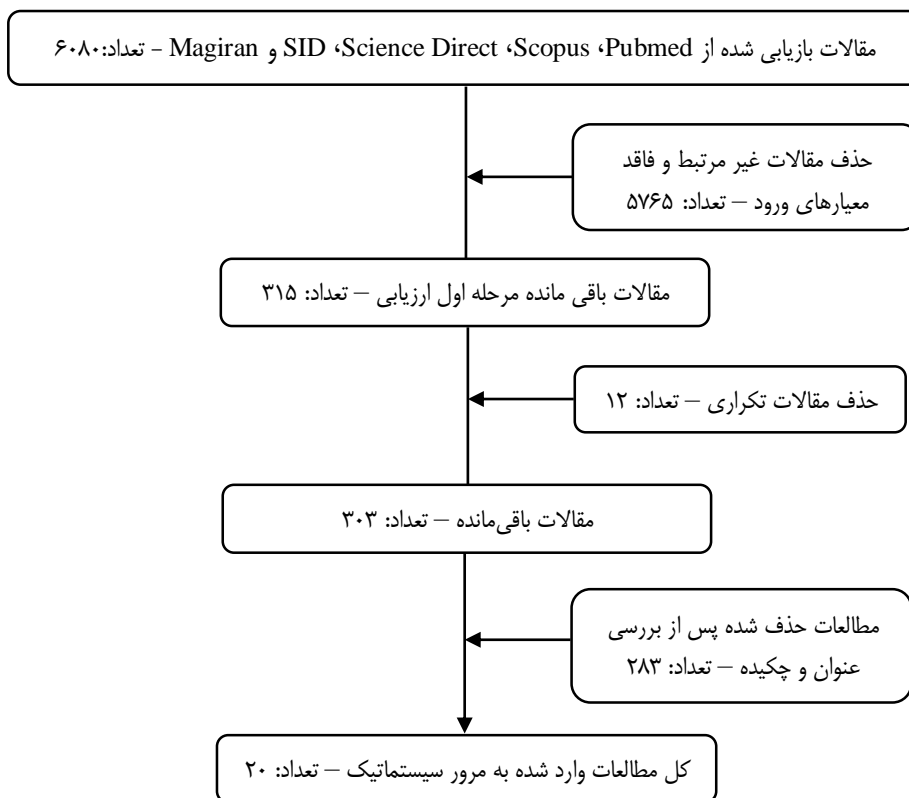 مقالات بازیابی شده از Pubmed، Scopus، Science Direct، SID و Magiran - تعداد:۶۰۸۰
حذف مقالات غیر مرتبط و فاقد
معیارهای ورود – تعداد: ۵۷۶۵
مقالات باقی مانده مرحله اول ارزیابی – تعداد: ۳۱۵
حذف مقالات تکراری – تعداد: ۱۲
مقالات باقی‌مانده – تعداد: ۳۰۳
مطالعات حذف شده پس از بررسی
عنوان و چکیده – تعداد: ۲۸۳
کل مطالعات وارد شده به مرور سیستماتیک – تعداد: ۲۰